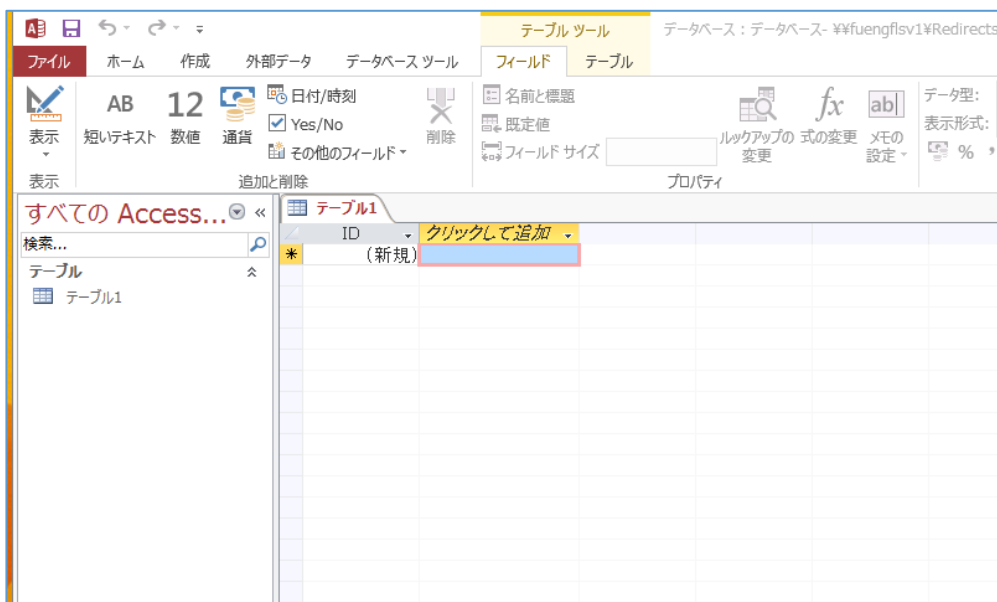 テーブル ツール
データベース : データベース- ¥¥fuengflsv1¥Redirects
ファイル ホーム 作成 外部データ データベース ツール フィールド テーブル
表示
AB
短いテキスト
12
数値
通貨
日付/時刻
Yes/No
その他のフィールド
削除
名前と標題
既定値
フィールド サイズ
ルックアップの
変更
fx
式の変更
ab
メモの
設定
データ型:
表示形式:
%
表示 追加と削除 プロパティ
すべての Access... «
検索...
テーブル
テーブル1
テーブル1
ID クリックして追加
* (新規)